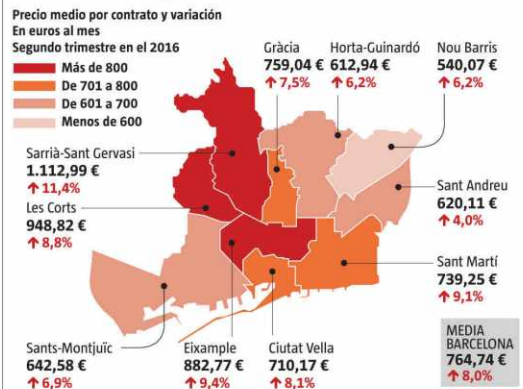 Precio medio por contrato y variación
En euros al mes
Segundo trimestre en el 2016
Más de 800
De 701 a 800
De 601 a 700
Menos de 600
Gràcia
759,04 €
↑ 7,5%
Horta-Guinardó
612,94 €
↑ 6,2%
Nou Barris
540,07 €
↑ 6,2%
Sarrià-Sant Gervasi
1.112,99 €
↑ 11,4%
Les Corts
948,82 €
↑ 8,8%
Sant Andreu
620,11 €
↑ 4,0%
Sant Martí
739,25 €
↑ 9,1%
Sants-Montjuïc
642,58 €
↑ 6,9%
Eixample
882,77 €
↑ 9,4%
Ciutat Vella
710,17 €
↑ 8,1%
MEDIA
BARCELONA
764,74 €
↑ 8,0%